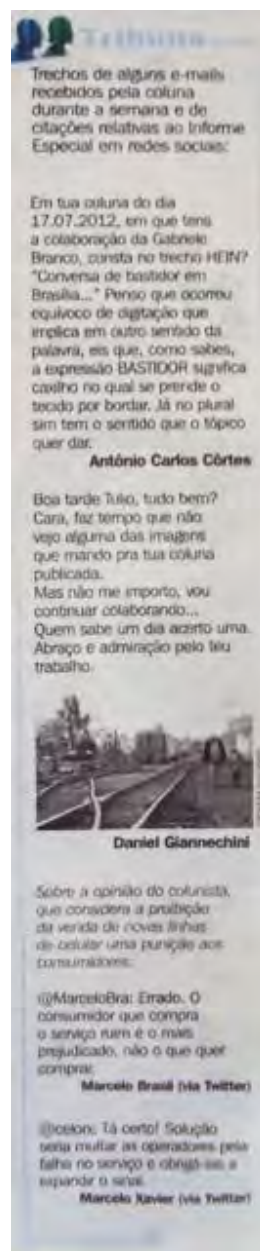 Tribuna
Trechos de alguns e-mails
recebidos pela coluna
durante a semana e de
citações relativas ao Informe
Especial em redes sociais:
Em tua coluna do dia
17.07.2012, em que tens
a colaboração da Gabriele
Branco, consta no trecho HEIN?
"Conversa de bastidor em
Brasília..." Penso que ocorreu
equívoco de digitação que
implica em outro sentido da
palavra, eis que, como sabes,
a expressão BASTIDOR significa
caixilho no qual se prende o
tecido por bordar. Já no plural
sim tem o sentido que o tópico
quer dar.
Antônio Carlos Côrtes
Boa tarde Tulio, tudo bem?
Cara, faz tempo que não
vejo alguma das imagens
que mando pra tua coluna
publicada.
Mas não me importo, vou
continuar colaborando...
Quem sabe um dia acerto uma.
Abraço e admiração pelo teu
trabalho.
Daniel Giannechini
Sobre a opinião do colunista,
que considera a proibição
da venda de novas linhas
de celular uma punição aos
consumidores:
@MarceloBra: Errado. O
consumidor que compra
o serviço ruim é o mais
prejudicado, não o que quer
comprar.
Marcelo Brasil (via Twitter)
Tá certo! Solução
seria multar as operadoras pela
falha no serviço e obrigá-las a
expandir o sinal.
Marcelo Xavier (via Twitter)